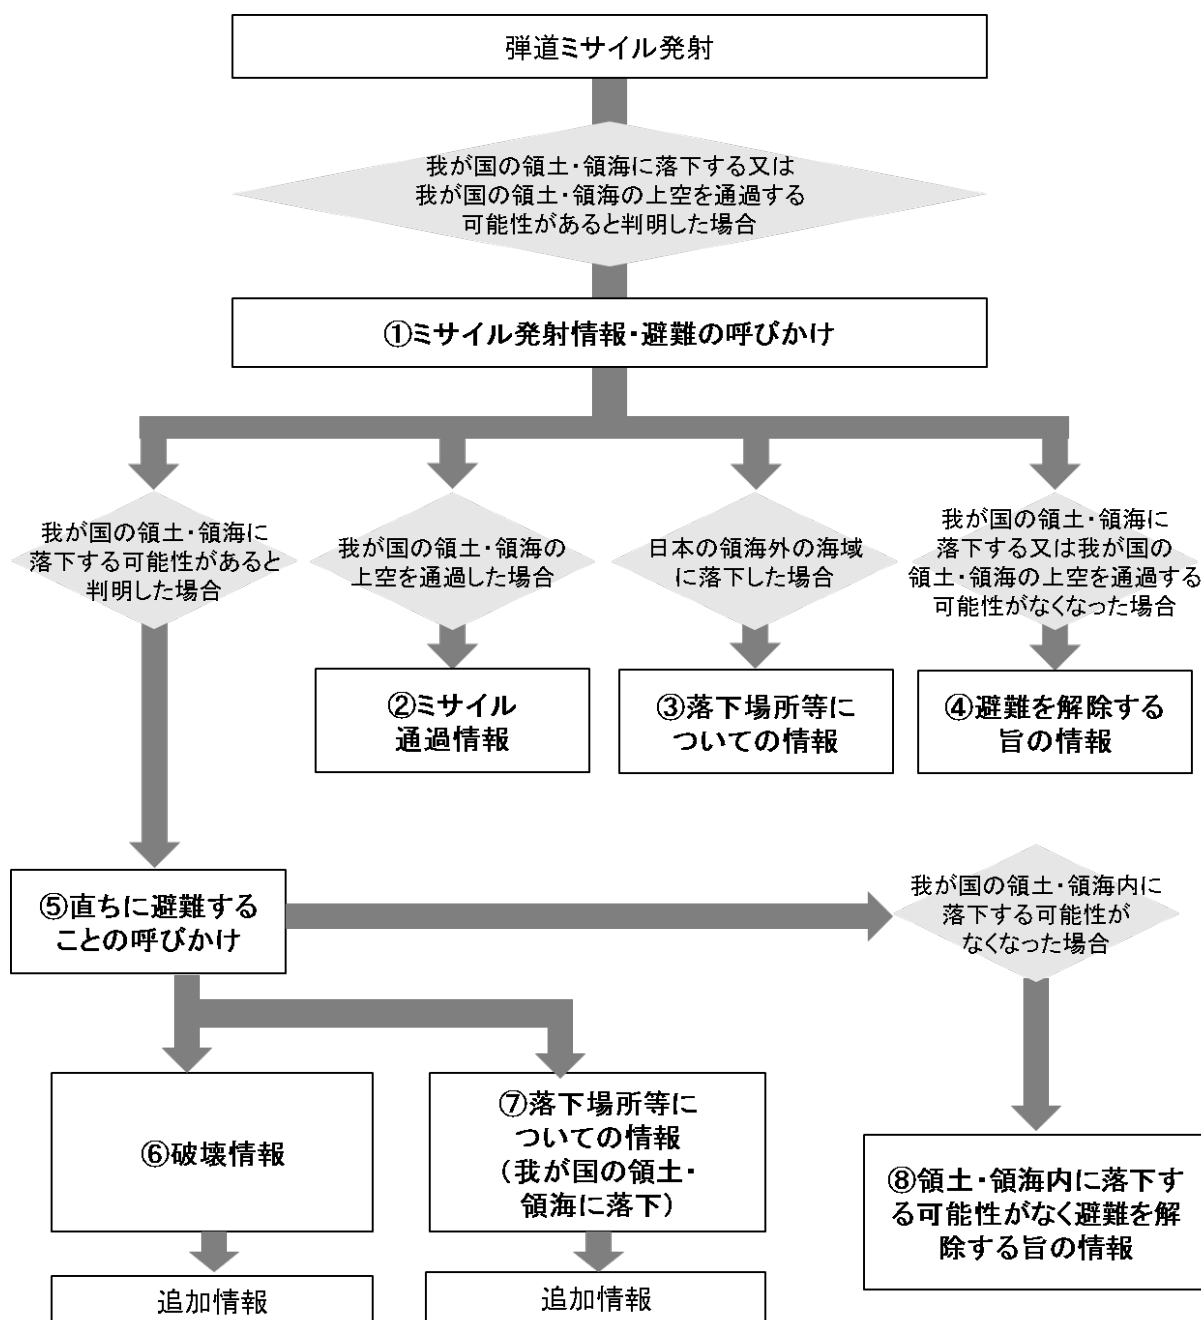 弾道ミサイル発射
我が国の領土・領海に落下する又は
我が国の領土・領海の上空を通過する
可能性があると判明した場合
①ミサイル発射情報・避難の呼びかけ
我が国の領土・領海に
落下する可能性があると
判明した場合
我が国の領土・領海の
上空を通過した場合
日本の領海外の海域
に落下した場合
我が国の領土・領海に
落下する又は我が国の
領土・領海の上空を通過する
可能性がなくなった場合
②ミサイル
通過情報
③落下場所等に
ついての情報
④避難を解除する
旨の情報
⑤直ちに避難する
ことの呼びかけ
我が国の領土・領海内に
落下する可能性が
なくなった場合
⑥破壊情報
⑦落下場所等に
ついての情報
（我が国の領土・
領海に落下）
⑧領土・領海内に落下す
る可能性がなく避難を解
除する旨の情報
追加情報
追加情報